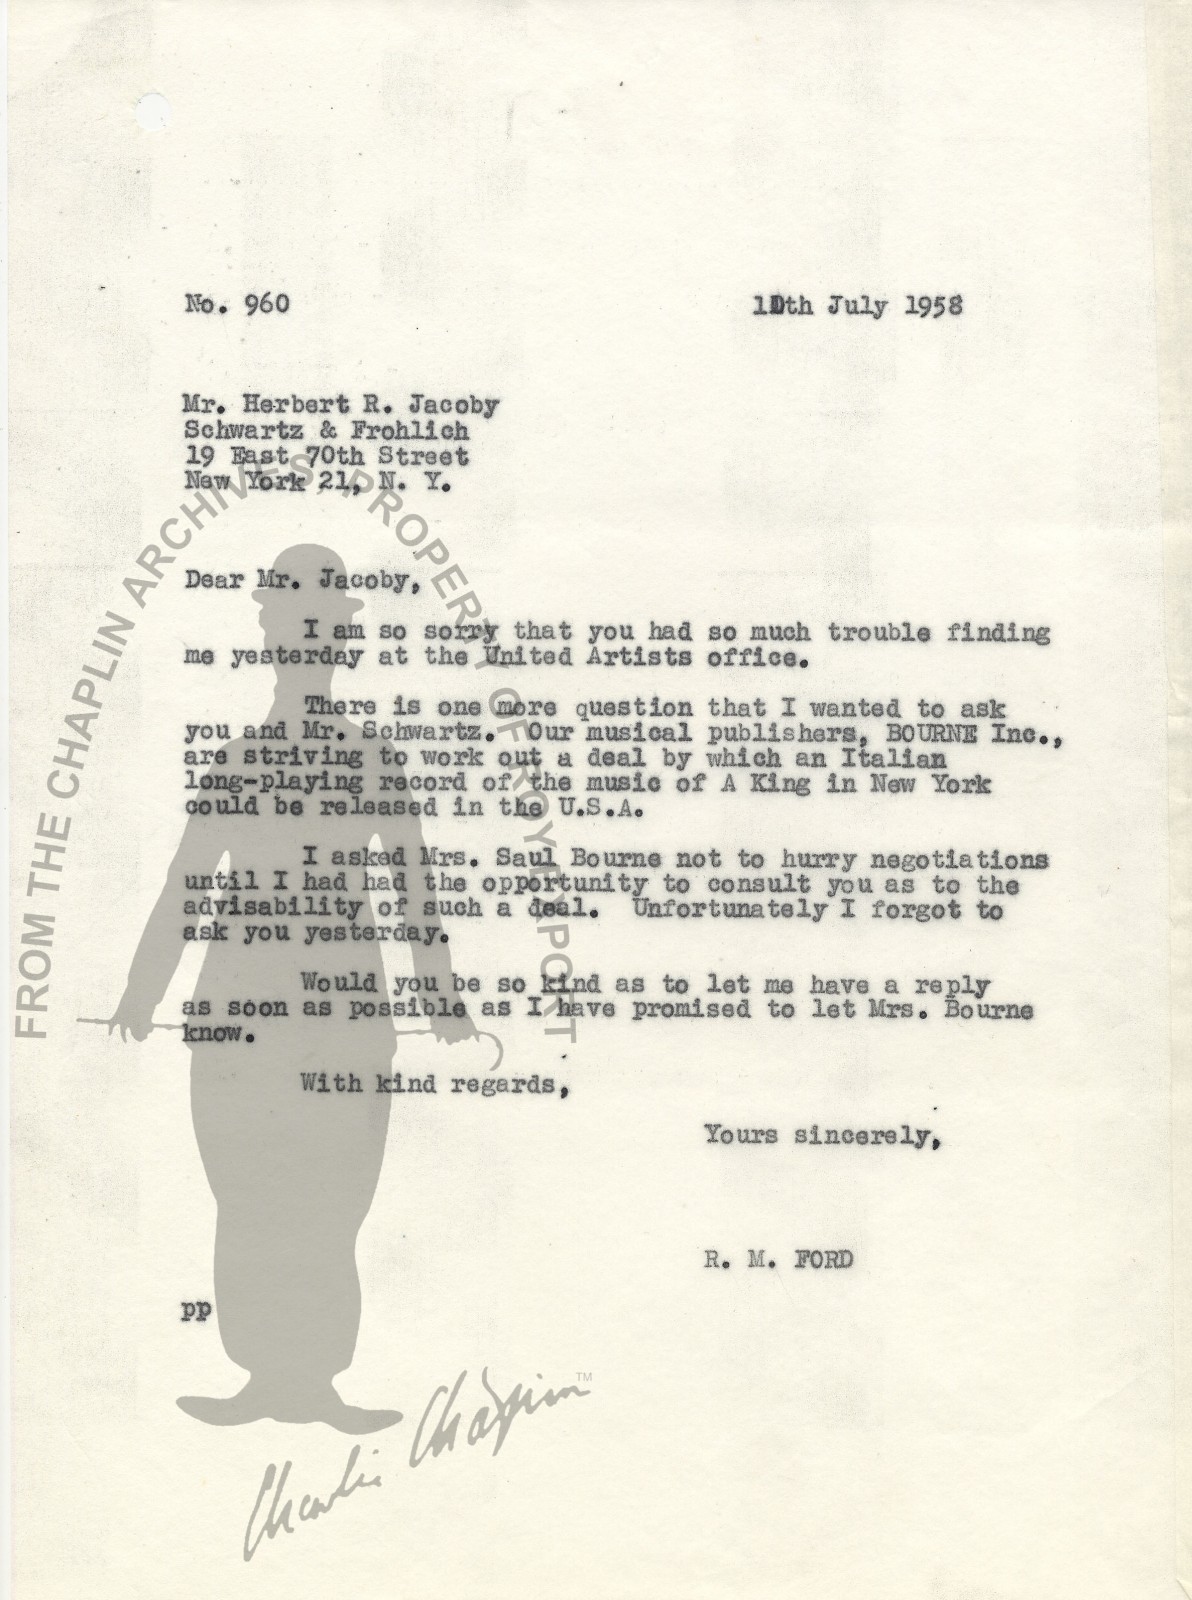 No. 960
10th July 1958
Mr. Herbert R. Jacoby
Schwartz & Frohlich
19 East 70th Street
New York 21, N. Y.
Dear Mr. Jacoby,
I am so sorry that you had so much trouble finding
me yesterday at the United Artists office.
There is one more question that I wanted to ask
you and Mr. Schwartz. Our musical publishers, BOURNE Inc.,
are striving to work out a deal by which an Italian
long-playing record of the music of A King in New York
could be released in the U.S.A.
I asked Mrs. Saul Bourne not to hurry negotiations
until I had had the opportunity to consult you as to the
advisability of such a deal. Unfortunately I forgot to
ask you yesterday.
Would you be so kind as to let me have a reply
as soon as possible as I have promised to let Mrs. Bourne
know.
With kind regards,
Yours sincerely,
R. M. FORD
pp
FROM THE CHAPLIN ARCHIVES, PROPERTY OF ROY EXPORT
Charlie Chaplin TM